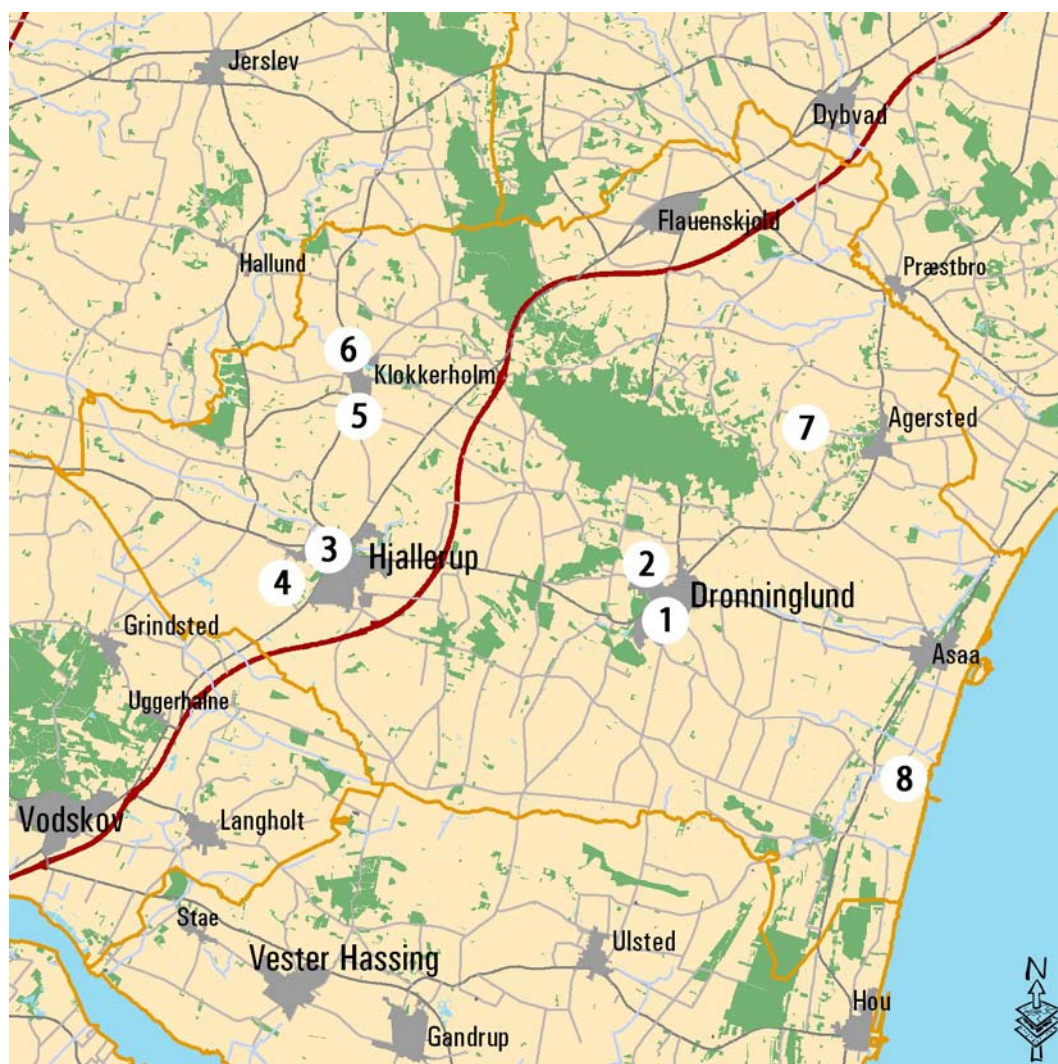 Jerslev
Dybvad
Flauenskjold
Hallund
Præstbro
6
Klokkerholm
5
7
Agersted
3
Hjallerup
4
2
Dronninglund
1
Grindsted
Asaa
Uggerhalne
8
Vodskov
Langholt
Stae
Ulsted
Vester Hassing
N
Hou
Gandrup